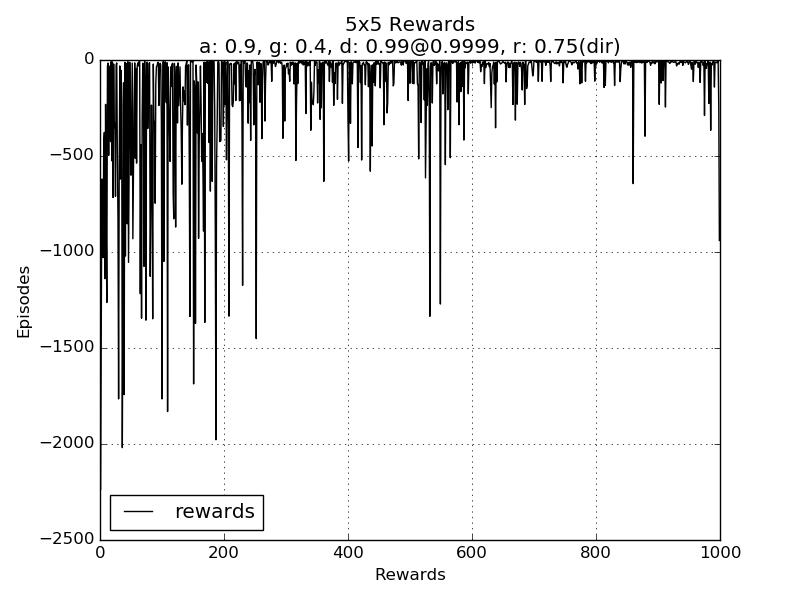 5x5 Rewards
a: 0.9, g: 0.4, d: 0.99@0.9999, r: 0.75(dir)
0
−500
−1000
−1500
−2000
−2500
Episodes
rewards
0 200 400 600 800 1000
Rewards